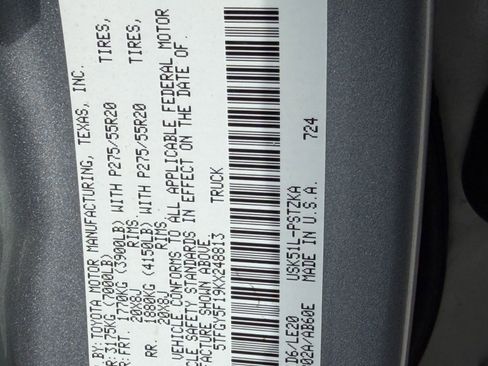 BY: TOYOTA MOTOR MANUFACTURING, TEXAS, INC.
3175KG (7000LB)
FRT. 1770KG (3900LB) WITH P275/55R20 TIRES,
20X8J RIMS.
RR. 1880KG (4150LB) WITH P275/55R20 TIRES,
20X8J RIMS.
VEHICLE CONFORMS TO ALL APPLICABLE FEDERAL MOTOR
VEHICLE SAFETY STANDARDS IN EFFECT ON THE DATE OF
MANUFACTURE SHOWN ABOVE.
5TFGY5F19KX248813 TRUCK
D6/LE20 USK51L-PSTZKA 724
02A/AB60E MADE IN U.S.A.